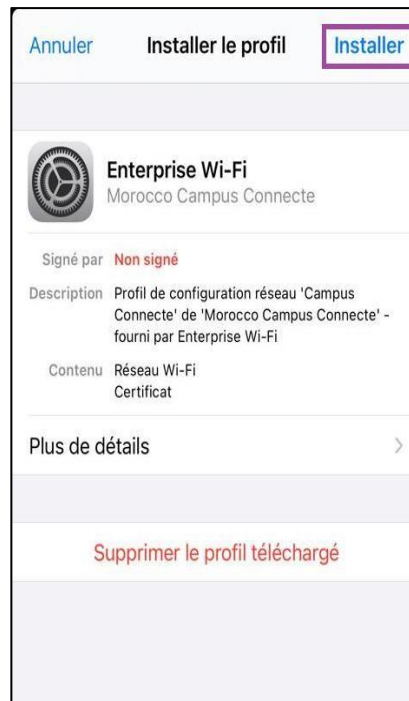 Annuler Installer le profil Installer
Enterprise Wi-Fi
Morocco Campus Connecte
Signé par Non signé
Description Profil de configuration réseau 'Campus
Connecte' de 'Morocco Campus Connecte' -
fourni par Enterprise Wi-Fi
Contenu Réseau Wi-Fi
Certificat
Plus de détails
Supprimer le profil téléchargé